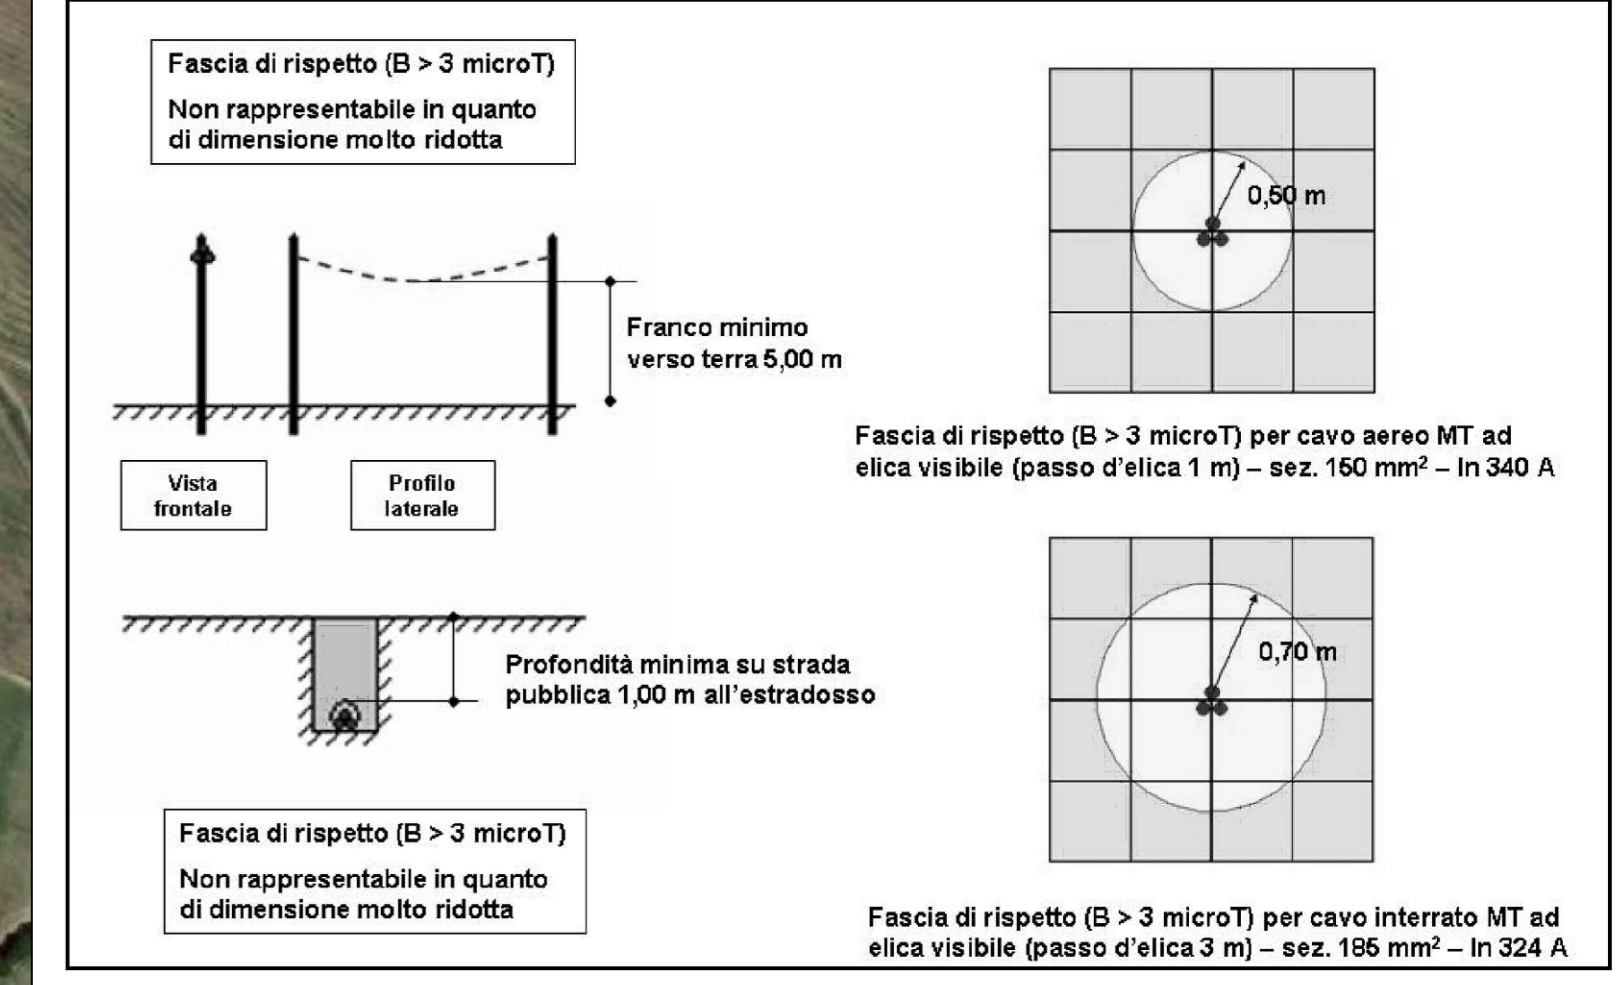 Fascia di rispetto (B > 3 microT)
Non rappresentabile in quanto
di dimensione molto ridotta
Franco minimo
verso terra 5,00 m
Vista
frontale
Profilo
laterale
0,50 m
Fascia di rispetto (B > 3 microT) per cavo aereo MT ad
elica visibile (passo d'elica 1 m) – sez. 150 mm² – In 340 A
Profondità minima su strada
pubblica 1,00 m all'estradosso
Fascia di rispetto (B > 3 microT)
Non rappresentabile in quanto
di dimensione molto ridotta
0,70 m
Fascia di rispetto (B > 3 microT) per cavo interrato MT ad
elica visibile (passo d'elica 3 m) – sez. 185 mm² – In 324 A